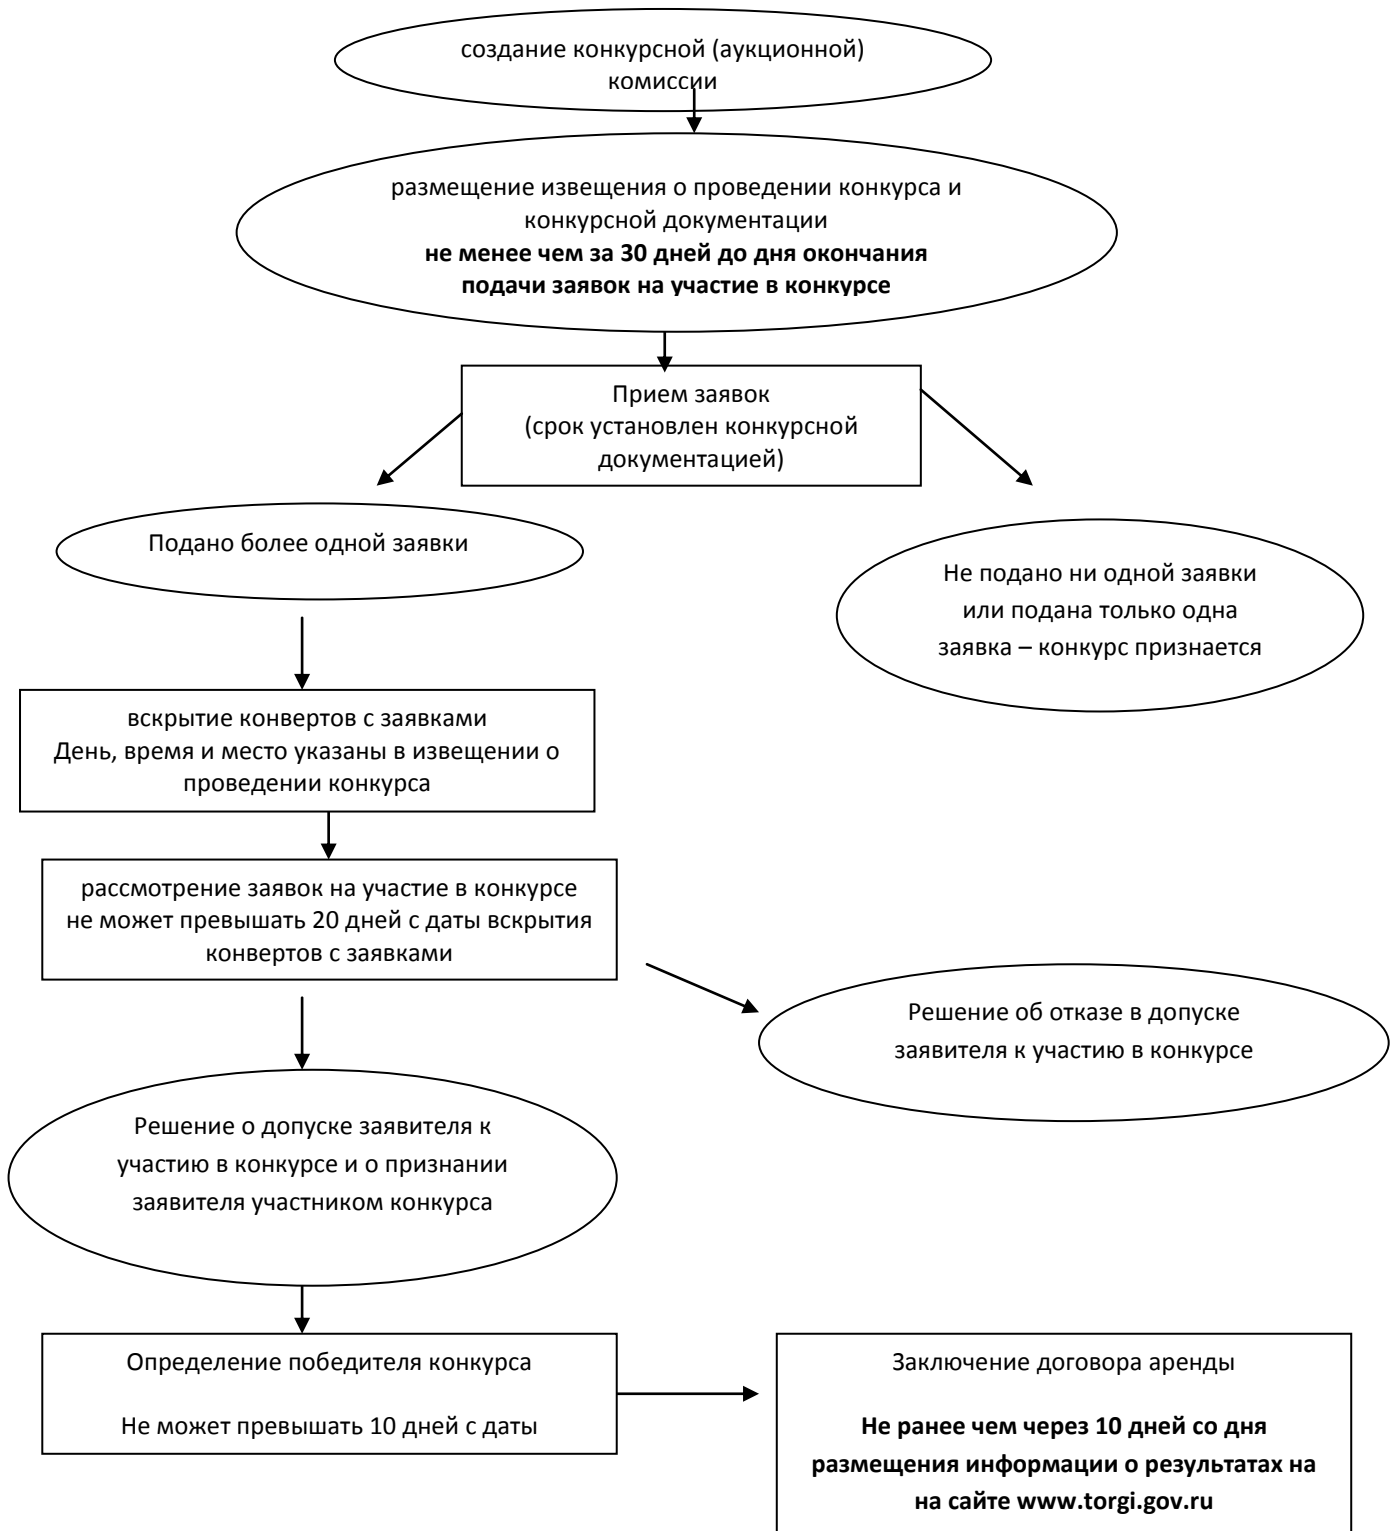 создание конкурсной (аукционной)
комиссии
размещение извещения о проведении конкурса и
конкурсной документации
не менее чем за 30 дней до дня окончания
подачи заявок на участие в конкурсе
Прием заявок
(срок установлен конкурсной
документацией)
Подано более одной заявки
Не подано ни одной заявки
или подана только одна
заявка – конкурс признается
вскрытие конвертов с заявками
День, время и место указаны в извещении о
проведении конкурса
рассмотрение заявок на участие в конкурсе
не может превышать 20 дней с даты вскрытия
конвертов с заявками
Решение об отказе в допуске
заявителя к участию в конкурсе
Решение о допуске заявителя к
участию в конкурсе и о признании
заявителя участником конкурса
Определение победителя конкурса
Не может превышать 10 дней с даты
Заключение договора аренды
Не ранее чем через 10 дней со дня
размещения информации о результатах на
на сайте www.torgi.gov.ru